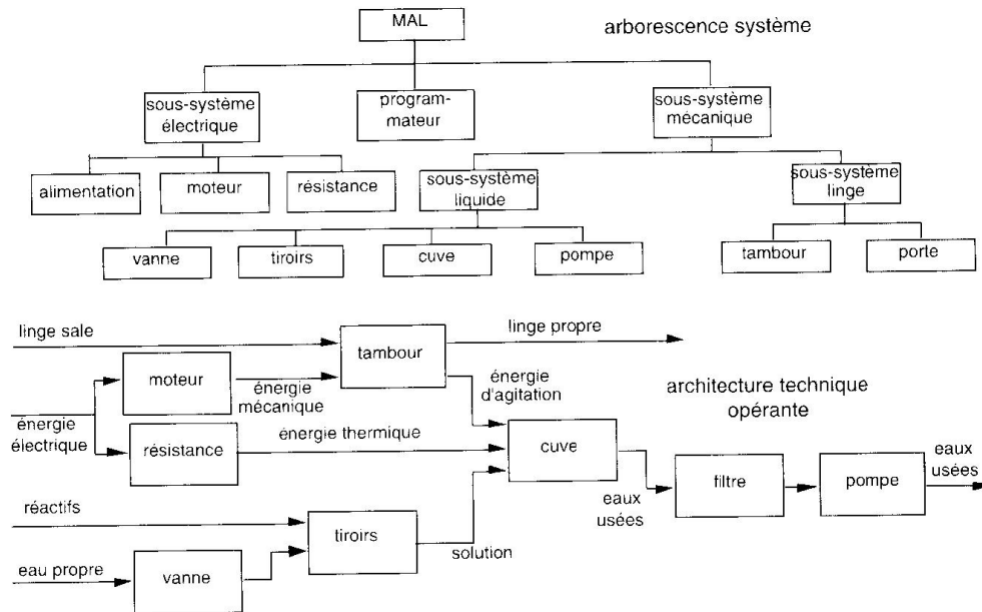 MAL
arborescence système
sous-système
électrique
program-
mateur
sous-système
mécanique
alimentation
moteur
résistance
sous-système
liquide
sous-système
linge
vanne
tiroirs
cuve
pompe
tambour
porte
linge sale
tambour
linge propre
moteur
énergie
mécanique
énergie
d'agitation
architecture technique
opérante
énergie
électrique
résistance
énergie thermique
cuve
eaux
usées
filtre
pompe
eaux
usées
réactifs
tiroirs
solution
eau propre
vanne